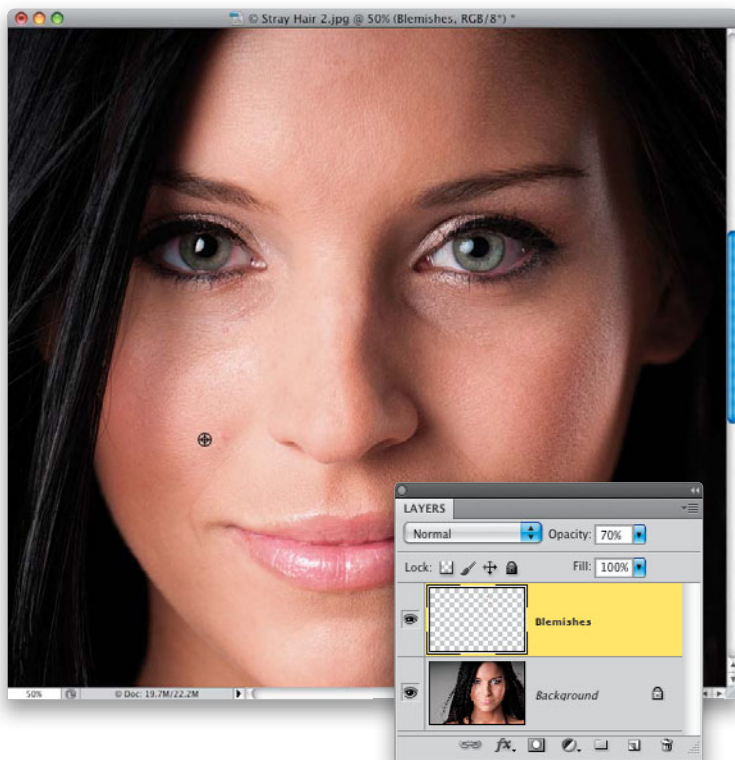 © Stray Hair 2.jpg @ 50% (Blemishes, RGB/8*) *
LAYERS
Normal Opacity: 70%
Lock: Fill: 100%
Blemishes
Background
50% © Doc: 19.7M/22.2M
fx.